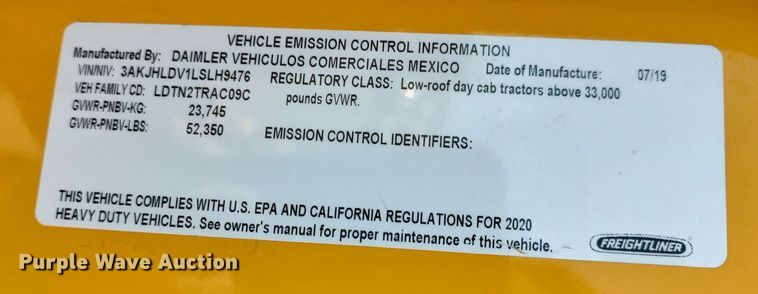 VEHICLE EMISSION CONTROL INFORMATION
Manufactured By: DAIMLER VEHICULOS COMERCIALES MEXICO Date of Manufacture: 07/19
VIN/NIV: 3AKJHLDV1LSLH9476 REGULATORY CLASS: Low-roof day cab tractors above 33,000
VEH FAMILY CD: LDTN2TRAC09C pounds GVWR.
GVWR-PNBV-KG: 23,745
GVWR-PNBV-LBS: 52,350 EMISSION CONTROL IDENTIFIERS:
THIS VEHICLE COMPLIES WITH U.S. EPA AND CALIFORNIA REGULATIONS FOR 2020
HEAVY DUTY VEHICLES. See owner's manual for proper maintenance of this vehicle.
FREIGHTLINER
Purple Wave Auction